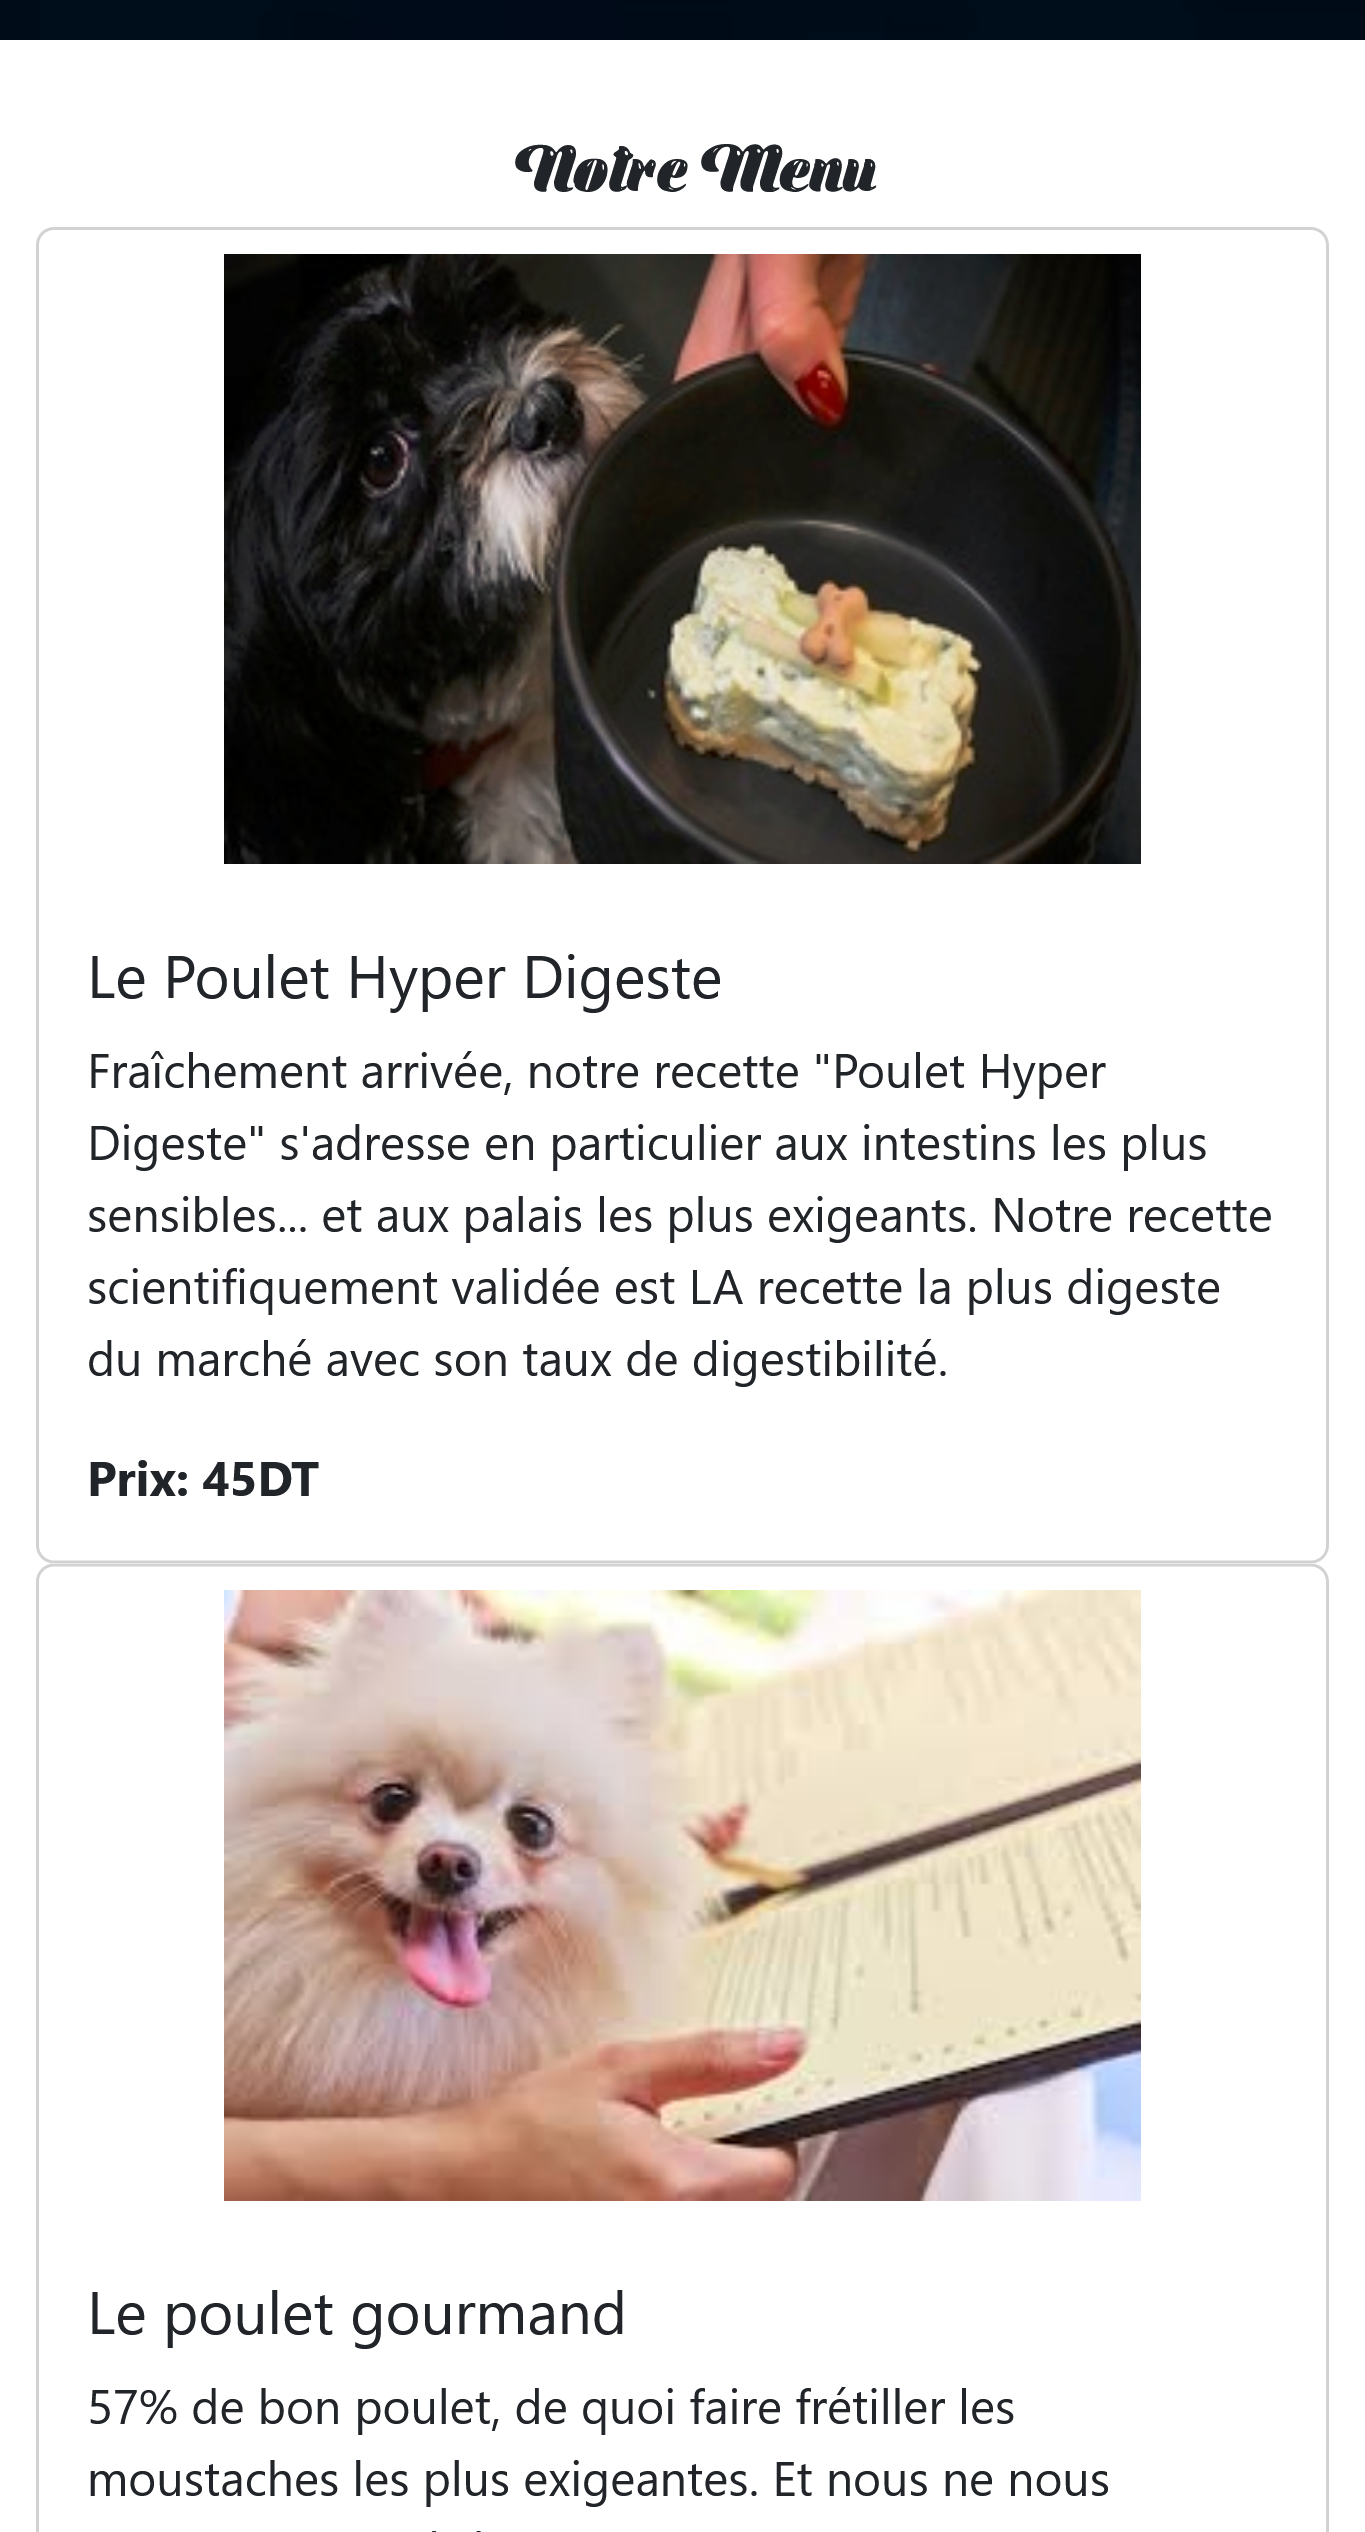 Notre Menu
Le Poulet Hyper Digeste
Fraîchement arrivée, notre recette "Poulet Hyper
Digeste" s'adresse en particulier aux intestins les plus
sensibles... et aux palais les plus exigeants. Notre recette
scientifiquement validée est LA recette la plus digeste
du marché avec son taux de digestibilité.
Prix: 45DT
Le poulet gourmand
57% de bon poulet, de quoi faire frétiller les
moustaches les plus exigeantes. Et nous ne nous